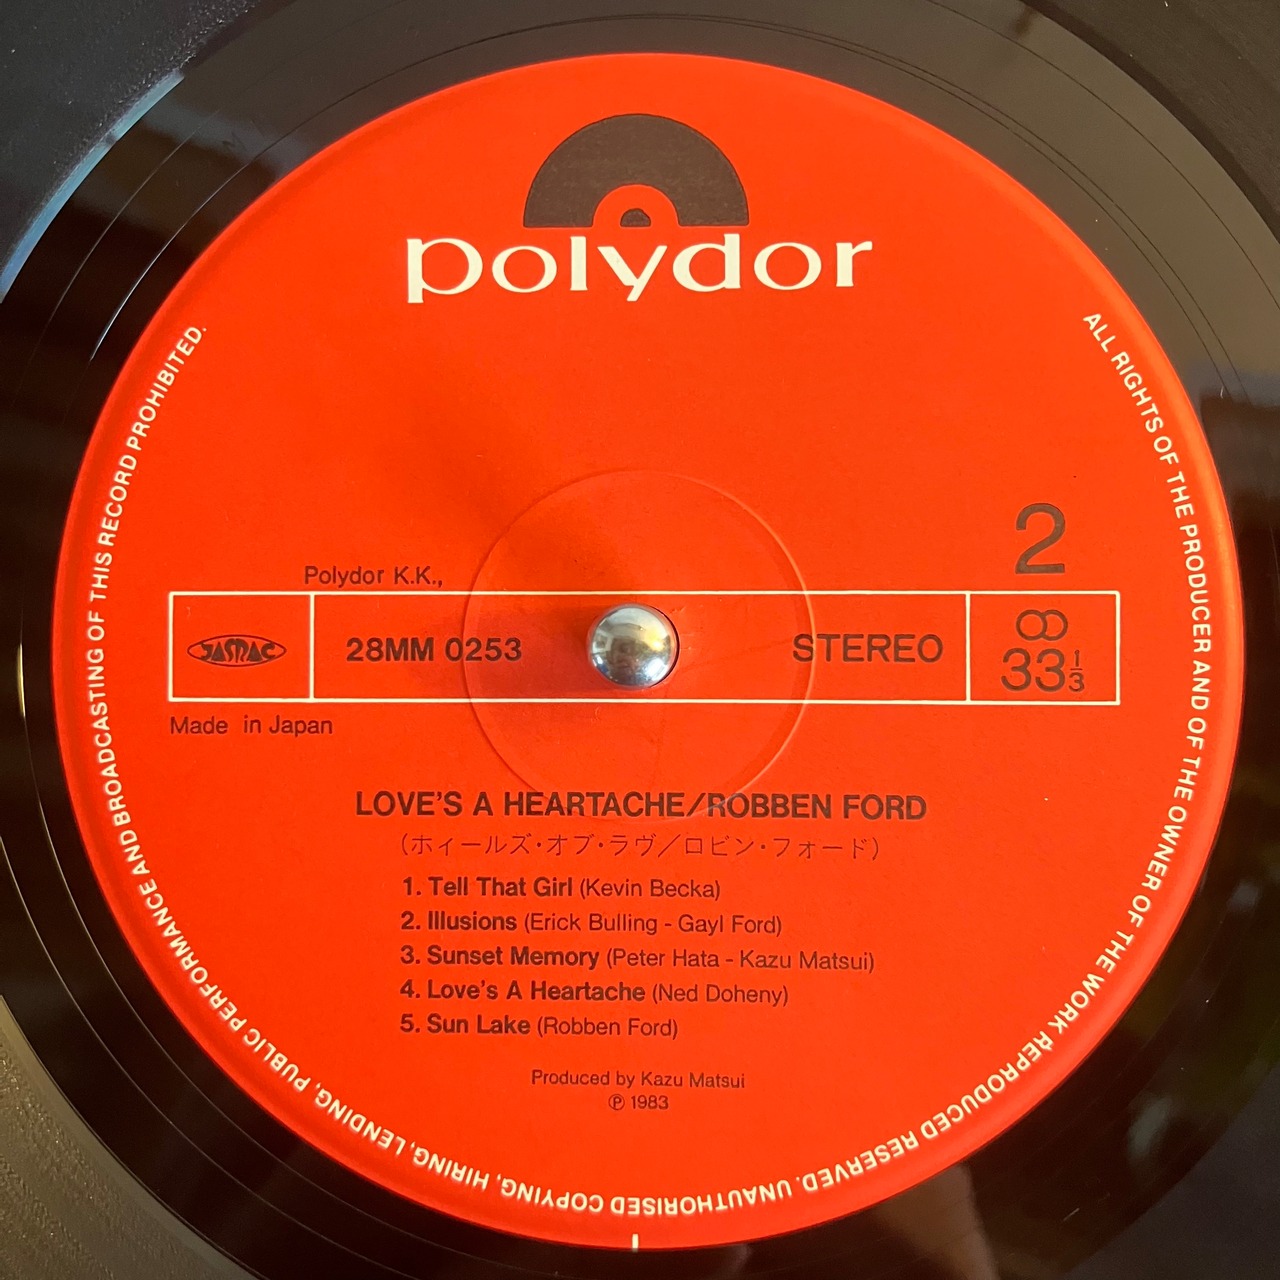 polydor
2
Polydor K.K.,
JASRAC
28MM 0253
STEREO
33 1/3
Made in Japan
LOVE'S A HEARTACHE/ROBBEN FORD
(ホィールズ・オブ・ラヴ/ロビン・フォード)
1. Tell That Girl (Kevin Becka)
2. Illusions (Erick Bulling - Gayl Ford)
3. Sunset Memory (Peter Hata - Kazu Matsui)
4. Love's A Heartache (Ned Doheny)
5. Sun Lake (Robben Ford)
Produced by Kazu Matsui
℗ 1983
ALL RIGHTS OF THE PRODUCER AND OF THE OWNER OF THE WORK REPRODUCED RESERVED. UNAUTHORISED COPYING, HIRING, LENDING, PUBLIC PERFORMANCE AND BROADCASTING OF THIS RECORD PROHIBITED.